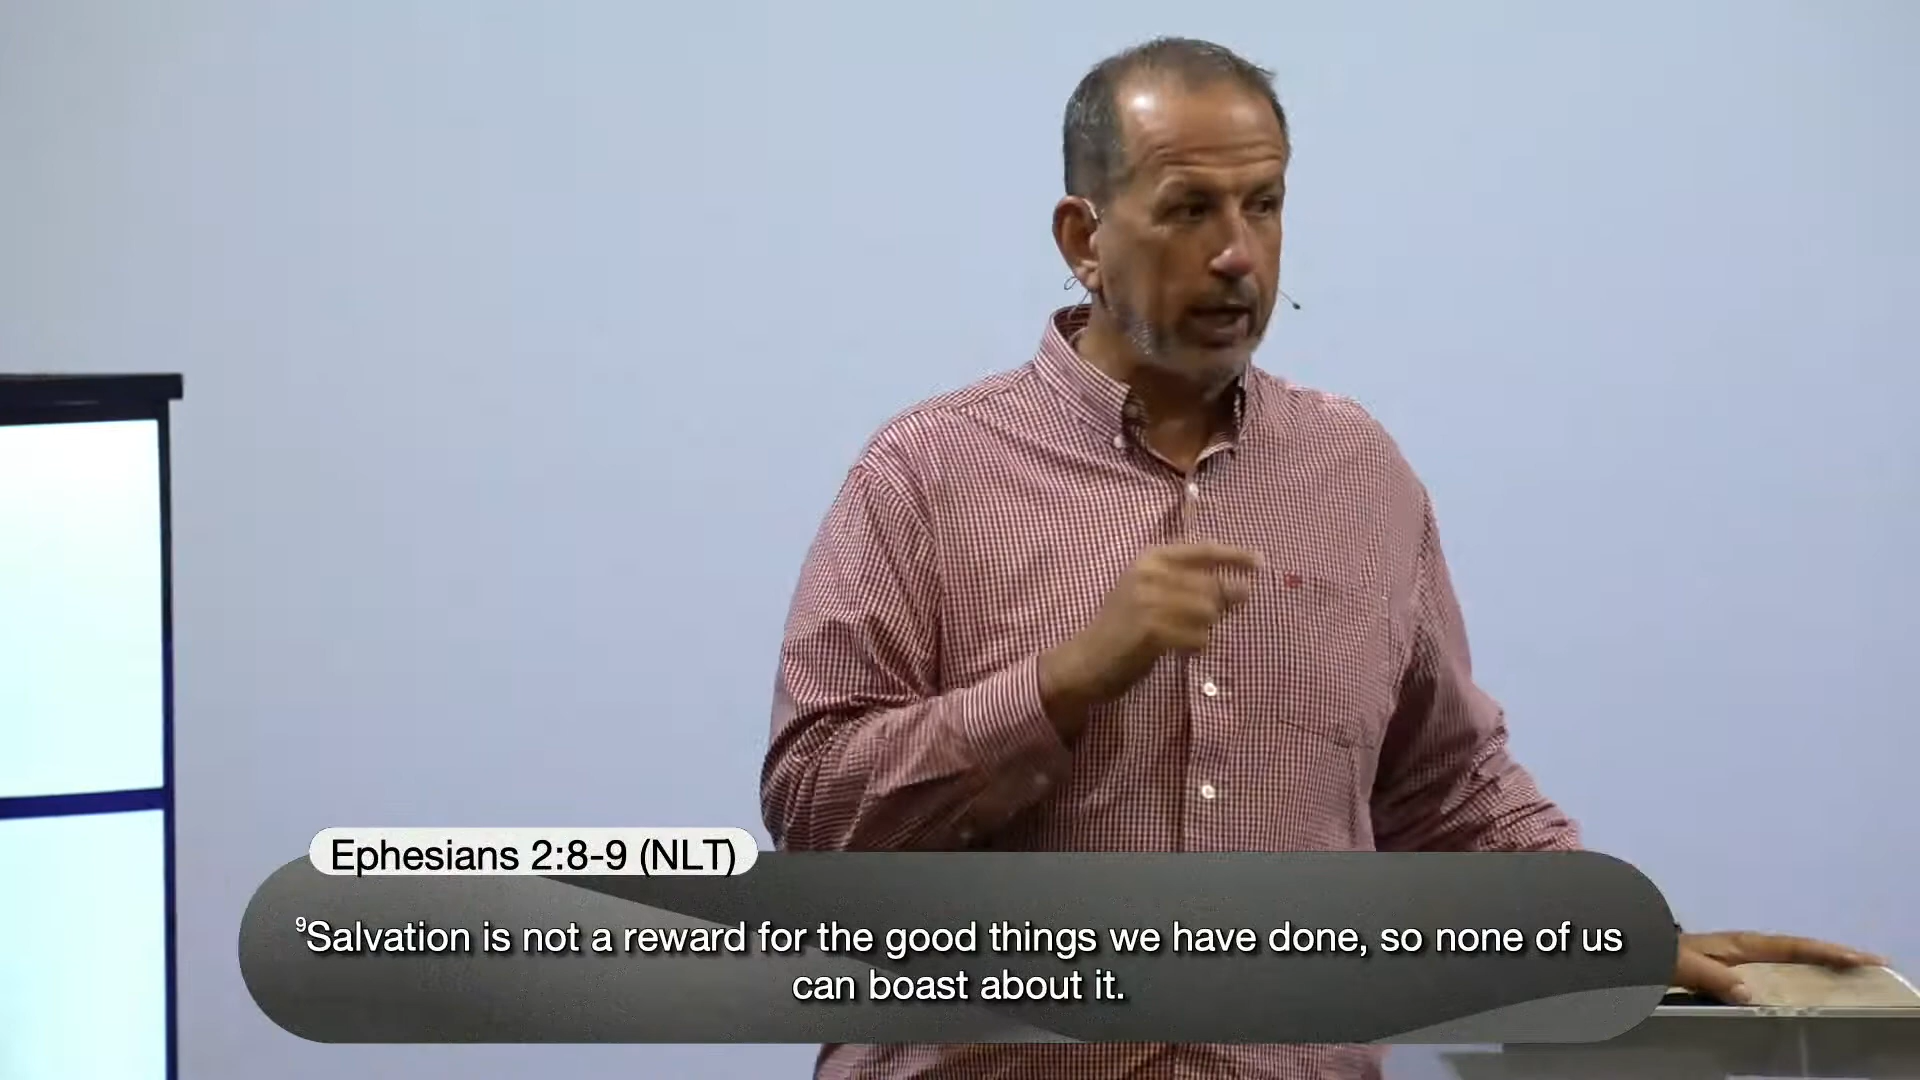 Ephesians 2:8-9 (NLT)
⁹Salvation is not a reward for the good things we have done, so none of us
can boast about it.